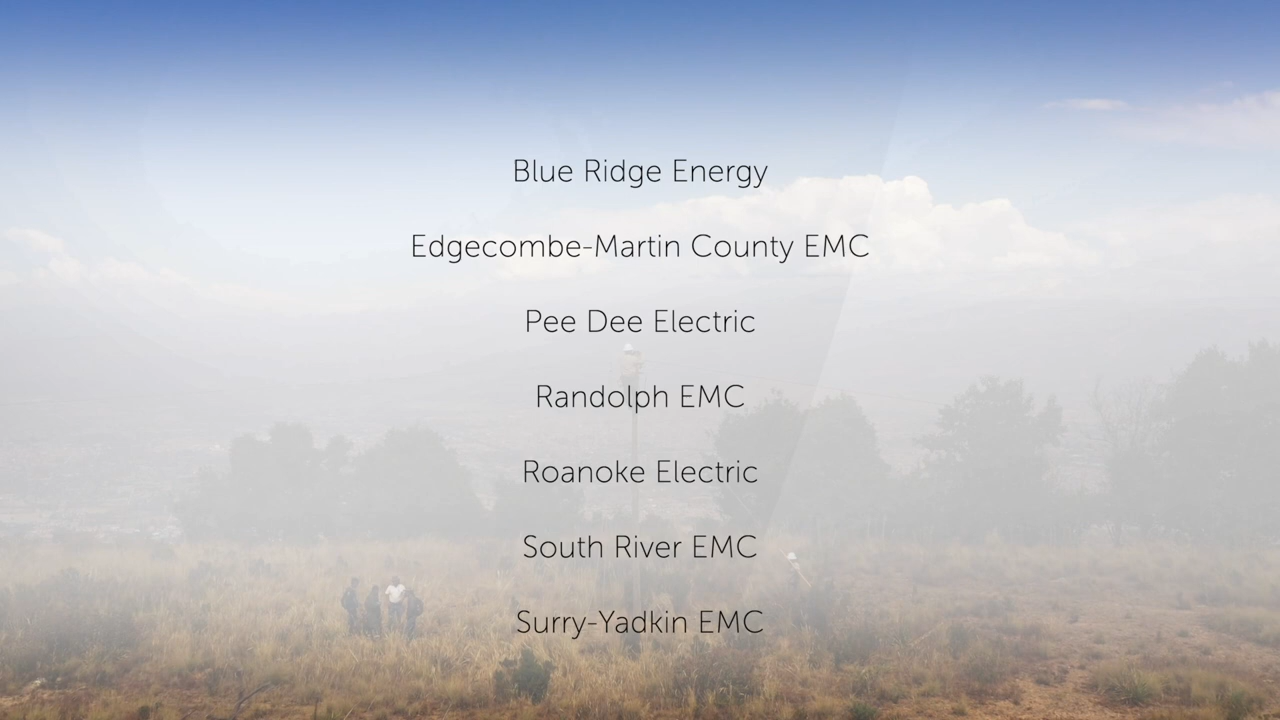 Blue Ridge Energy
Edgecombe-Martin County EMC
Pee Dee Electric
Randolph EMC
Roanoke Electric
South River EMC
Surry-Yadkin EMC